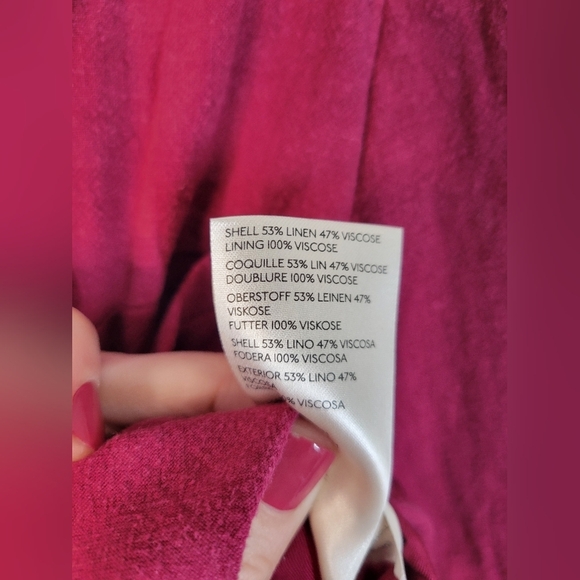 SHELL 53% LINEN 47% VISCOSE
LINING 100% VISCOSE
COQUILLE 53% LIN 47% VISCOSE
DOUBLURE 100% VISCOSE
OBERSTOFF 53% LEINEN 47%
VISKOSE
FUTTER 100% VISKOSE
SHELL 53% LINO 47% VISCOSA
FODERA 100% VISCOSA
EXTERIOR 53% LINO 47%
VISCOSA
VISCOSA